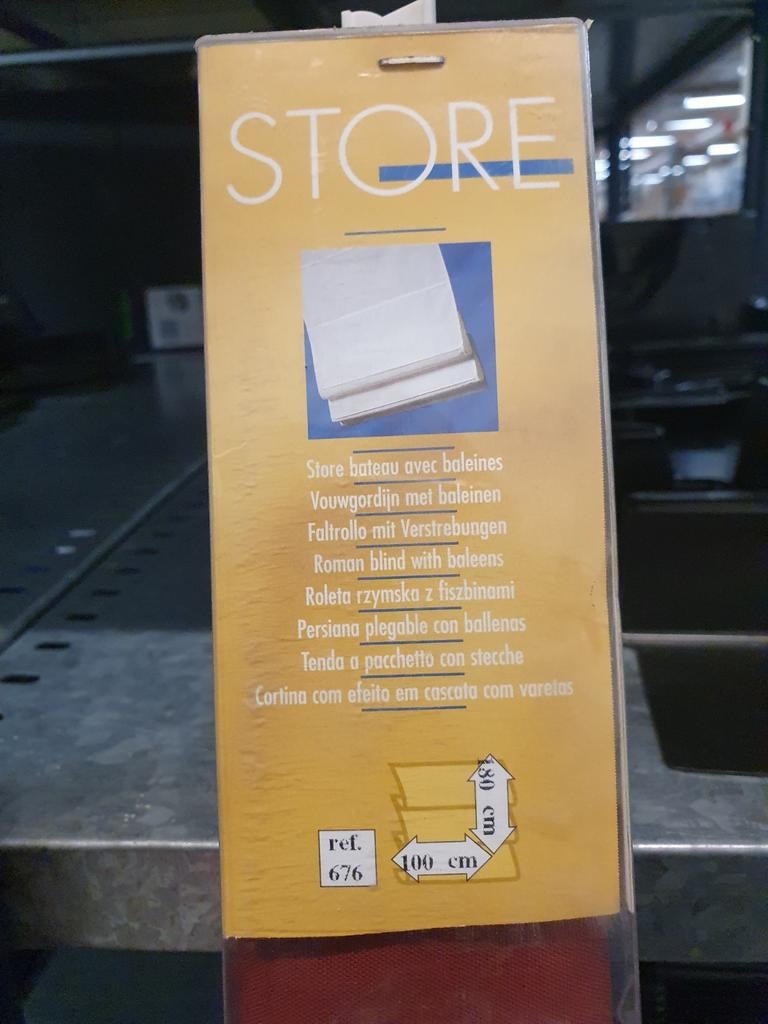 STORE
Store bateau avec baleines
Vouwgordijn met baleinen
Faltrollo mit Verstrebungen
Roman blind with baleens
Roleta rzymska z fiszbinami
Persiana plegable con ballenas
Tenda a pacchetto con stecche
Cortina com efeito em cascata com varetas
180 cm
ref.
676
100 cm